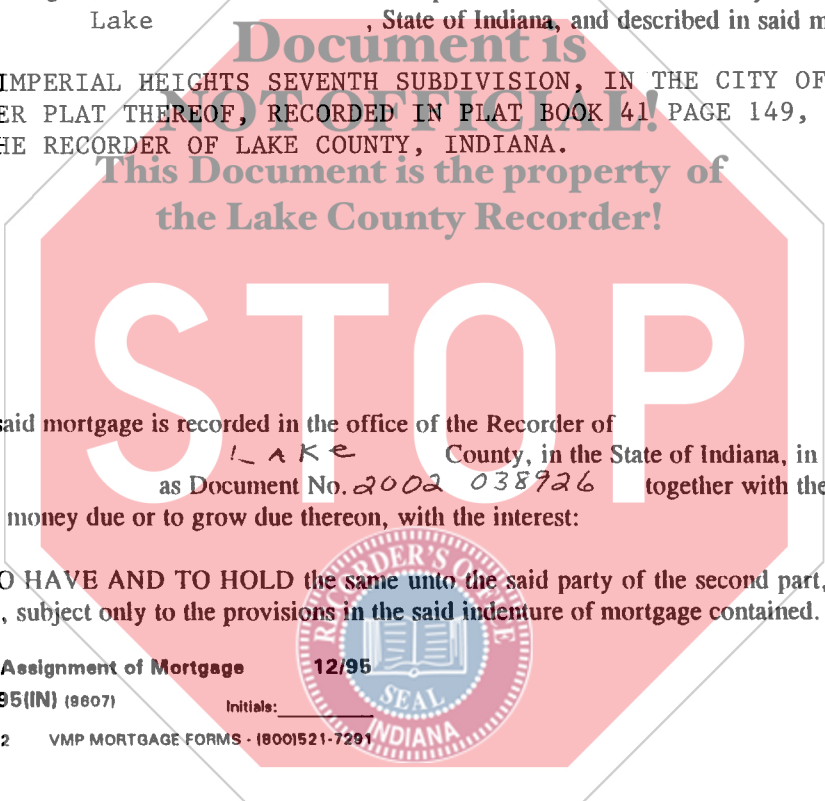 Lake , State of Indiana, and described in said m
Document is
IMPERIAL HEIGHTS SEVENTH SUBDIVISION, IN THE CITY OF
NOT OFFICIAL!
ER PLAT THEREOF, RECORDED IN PLAT BOOK 41 PAGE 149,
HE RECORDER OF LAKE COUNTY, INDIANA.
This Document is the property of
the Lake County Recorder!
STOP
said mortgage is recorded in the office of the Recorder of
LAKe County, in the State of Indiana, in
as Document No. 2002 038926 together with the
money due or to grow due thereon, with the interest:
O HAVE AND TO HOLD the same unto the said party of the second part,
, subject only to the provisions in the said indenture of mortgage contained.
RECORDER'S OFFICE
SEAL
INDIANA
Assignment of Mortgage 12/95
95(IN) (9607) Initials:
2 VMP MORTGAGE FORMS - (800)521-7291